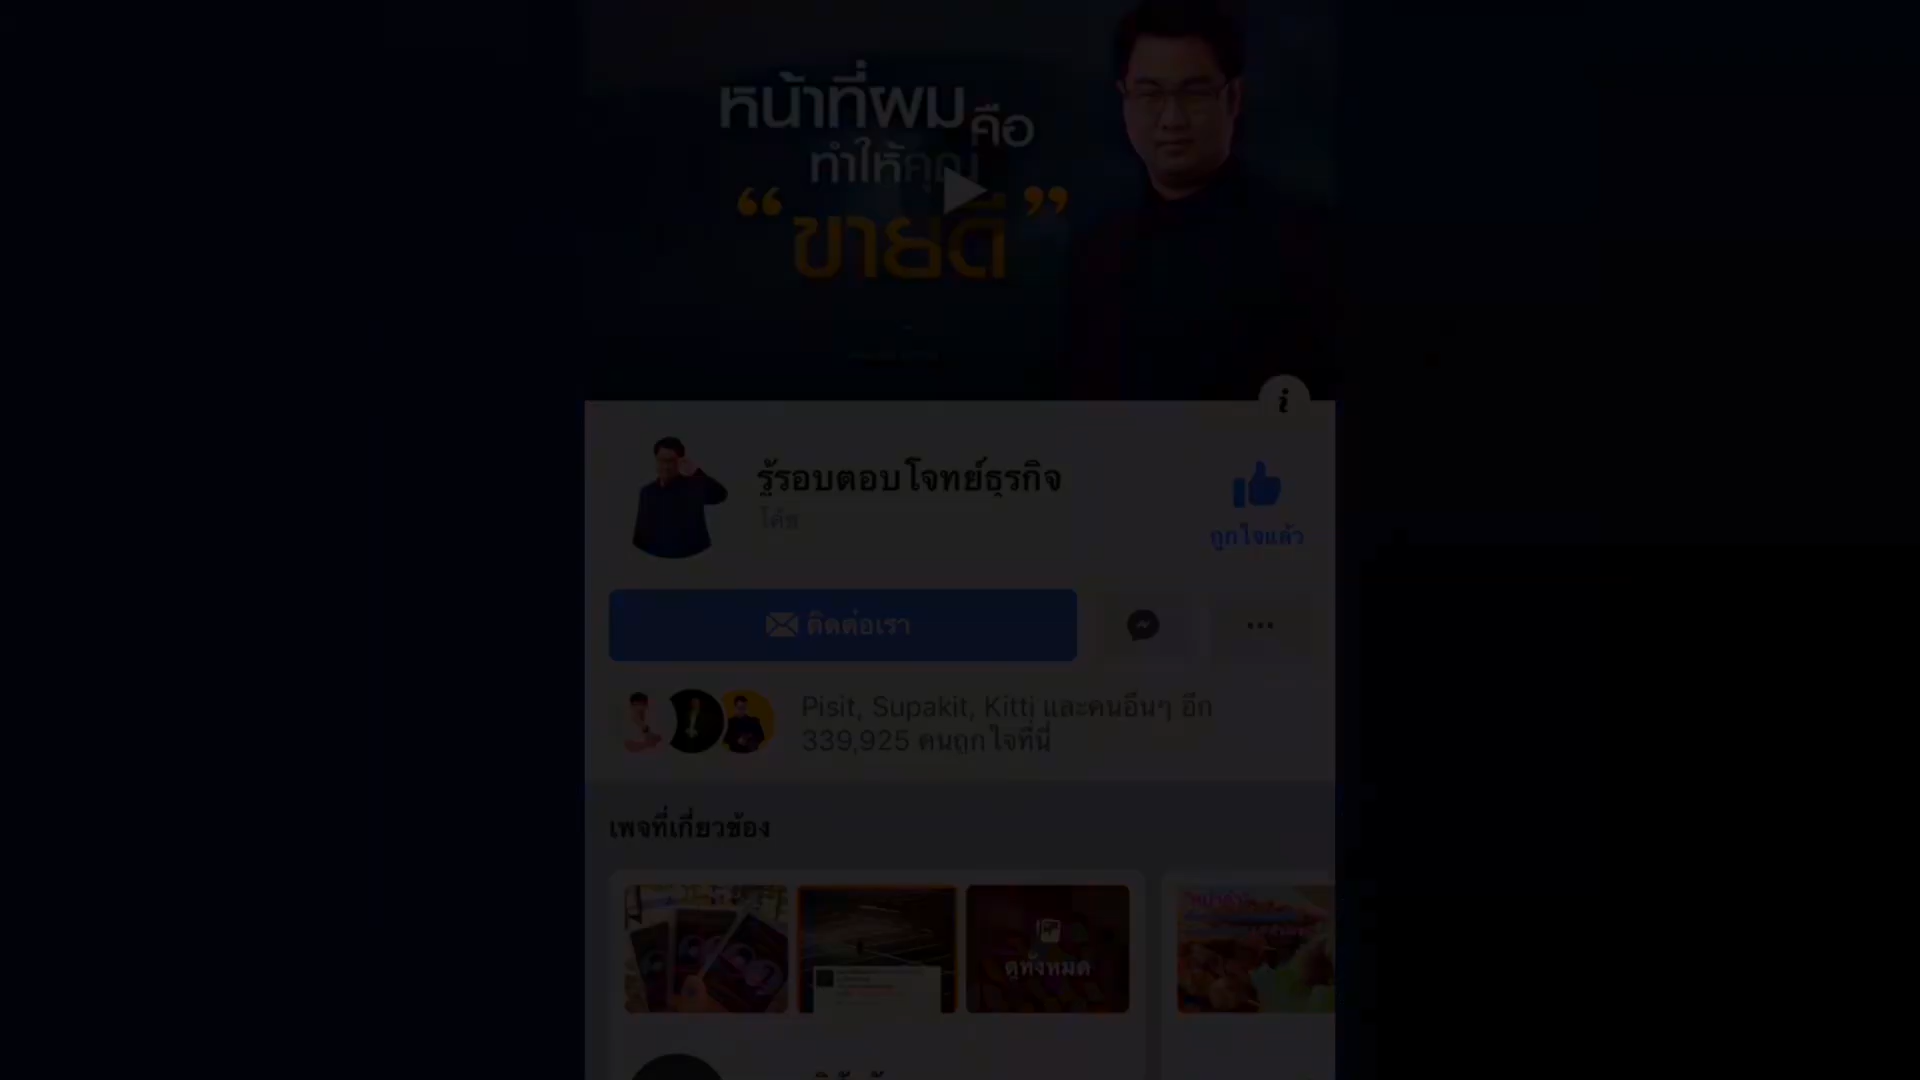 หน้าที่ผมคือ
ทำให้คุณ
“ขายดี”
i
รู้รอบตอบโจทย์ธุรกิจ
โค้ช
ถูกใจแล้ว
ติดต่อเรา
Pisit, Supakit, Kitti และคนอื่นๆ อีก
339,925 คนถูกใจที่นี่
เพจที่เกี่ยวข้อง
ดูทั้งหมด